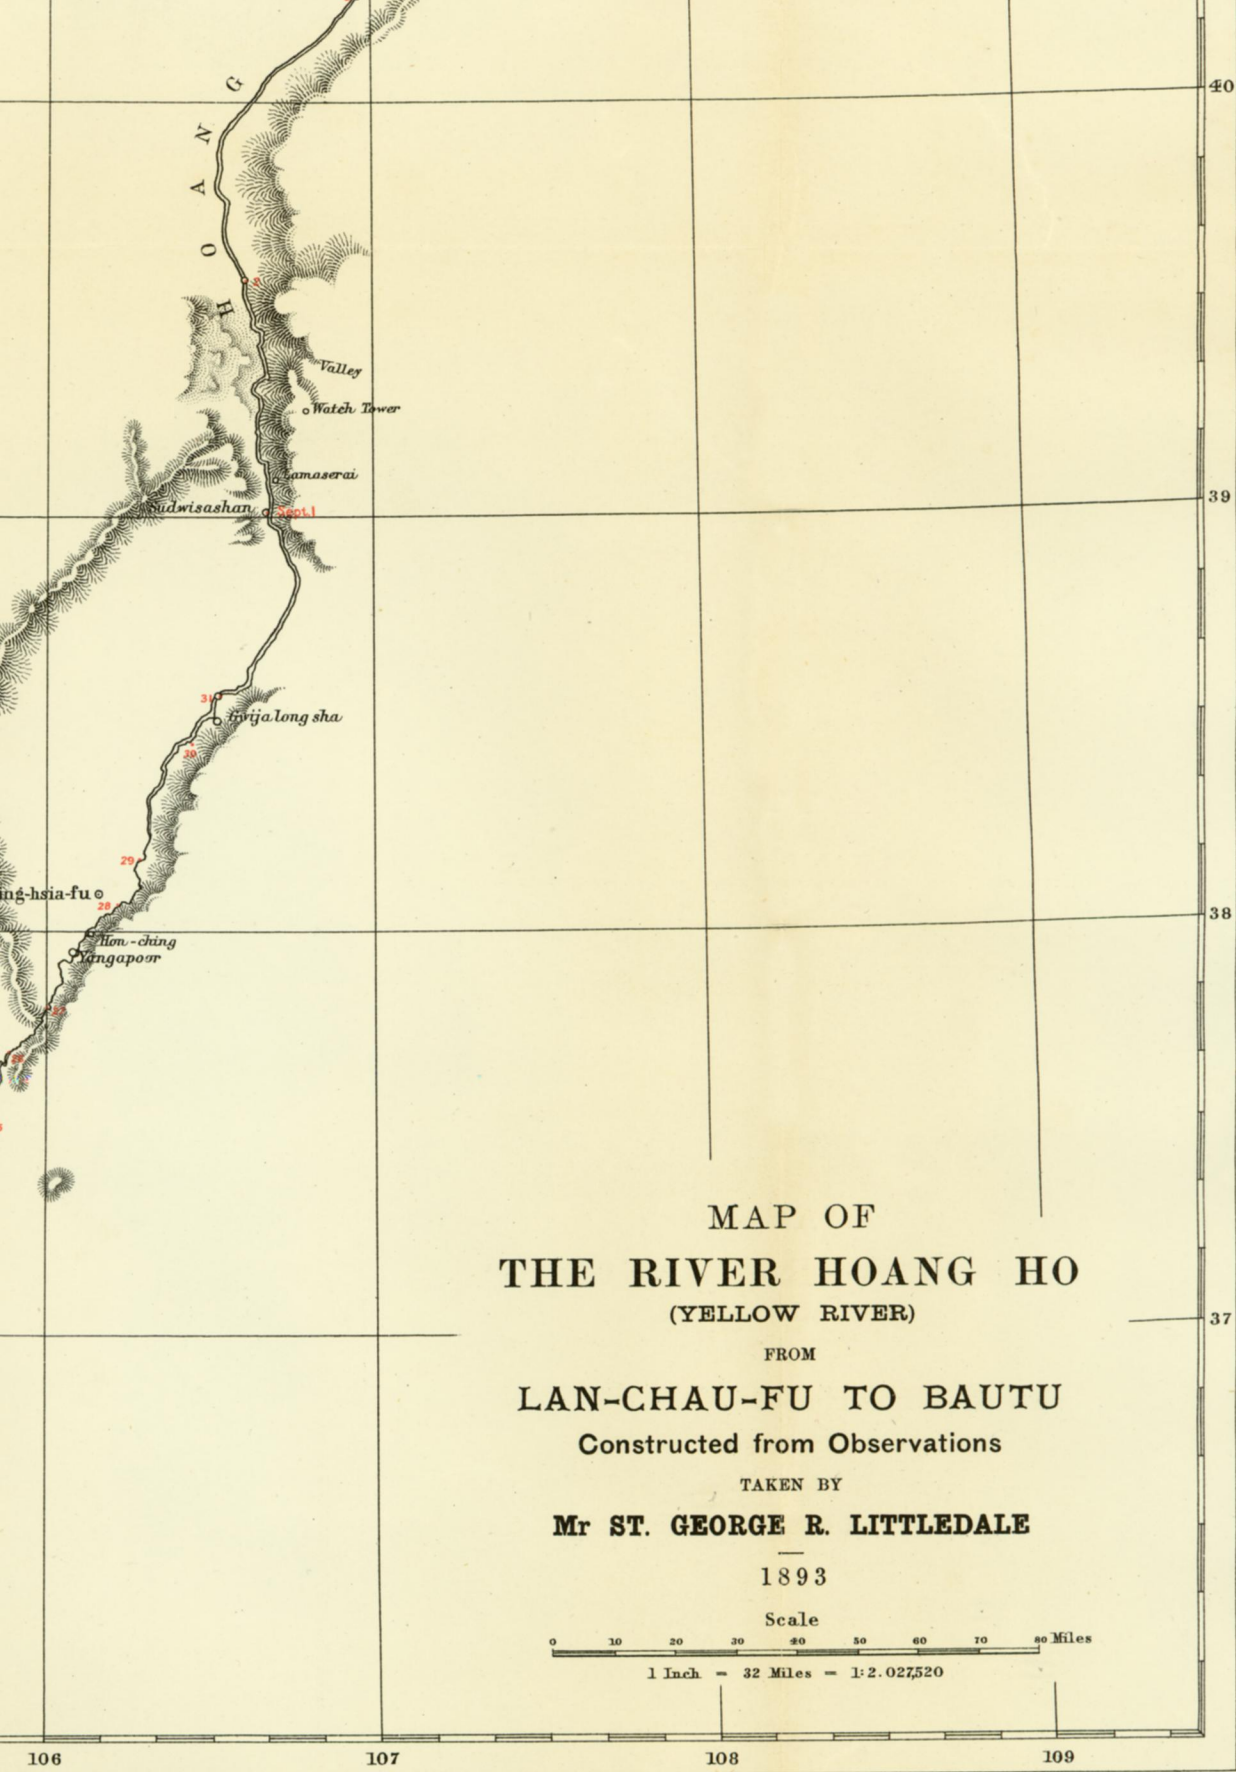 40
G
N
A
O
2
H
Valley
Watch Tower
Lamaserai
39
Sudwisashan
Sept.1
31
Gwija long sha
30
29
ing-hsia-fu
28
38
Hon-ching
Yangapoor
27
26
MAP OF
THE RIVER HOANG HO
(YELLOW RIVER)
37
FROM
LAN-CHAU-FU TO BAUTU
Constructed from Observations
TAKEN BY
Mr ST. GEORGE R. LITTLEDALE
1893
Scale
0 10 20 30 40 50 60 70 80 Miles
1 Inch = 32 Miles = 1:2.027,520
106 107 108 109